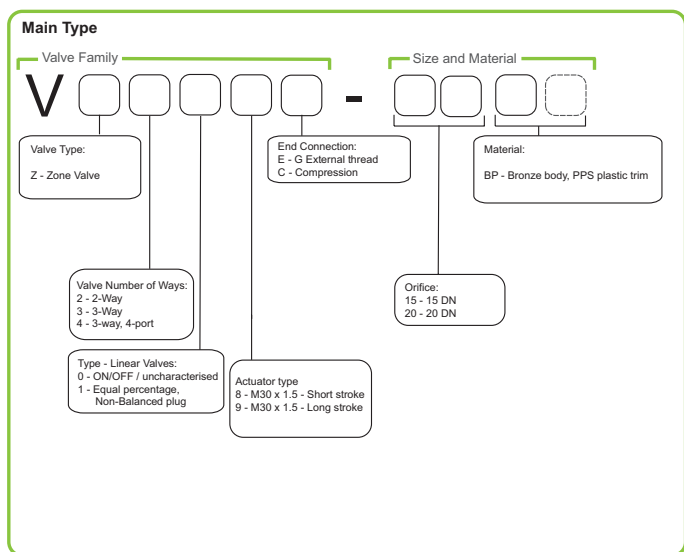 Main Type
Valve Family
Size and Material
V -
Valve Type:
Z - Zone Valve
End Connection:
E - G External thread
C - Compression
Material:
BP - Bronze body, PPS plastic trim
Valve Number of Ways:
2 - 2-Way
3 - 3-Way
4 - 3-way, 4-port
Orifice:
15 - 15 DN
20 - 20 DN
Type - Linear Valves:
0 - ON/OFF / uncharacterised
1 - Equal percentage,
Non-Balanced plug
Actuator type
8 - M30 x 1.5 - Short stroke
9 - M30 x 1.5 - Long stroke